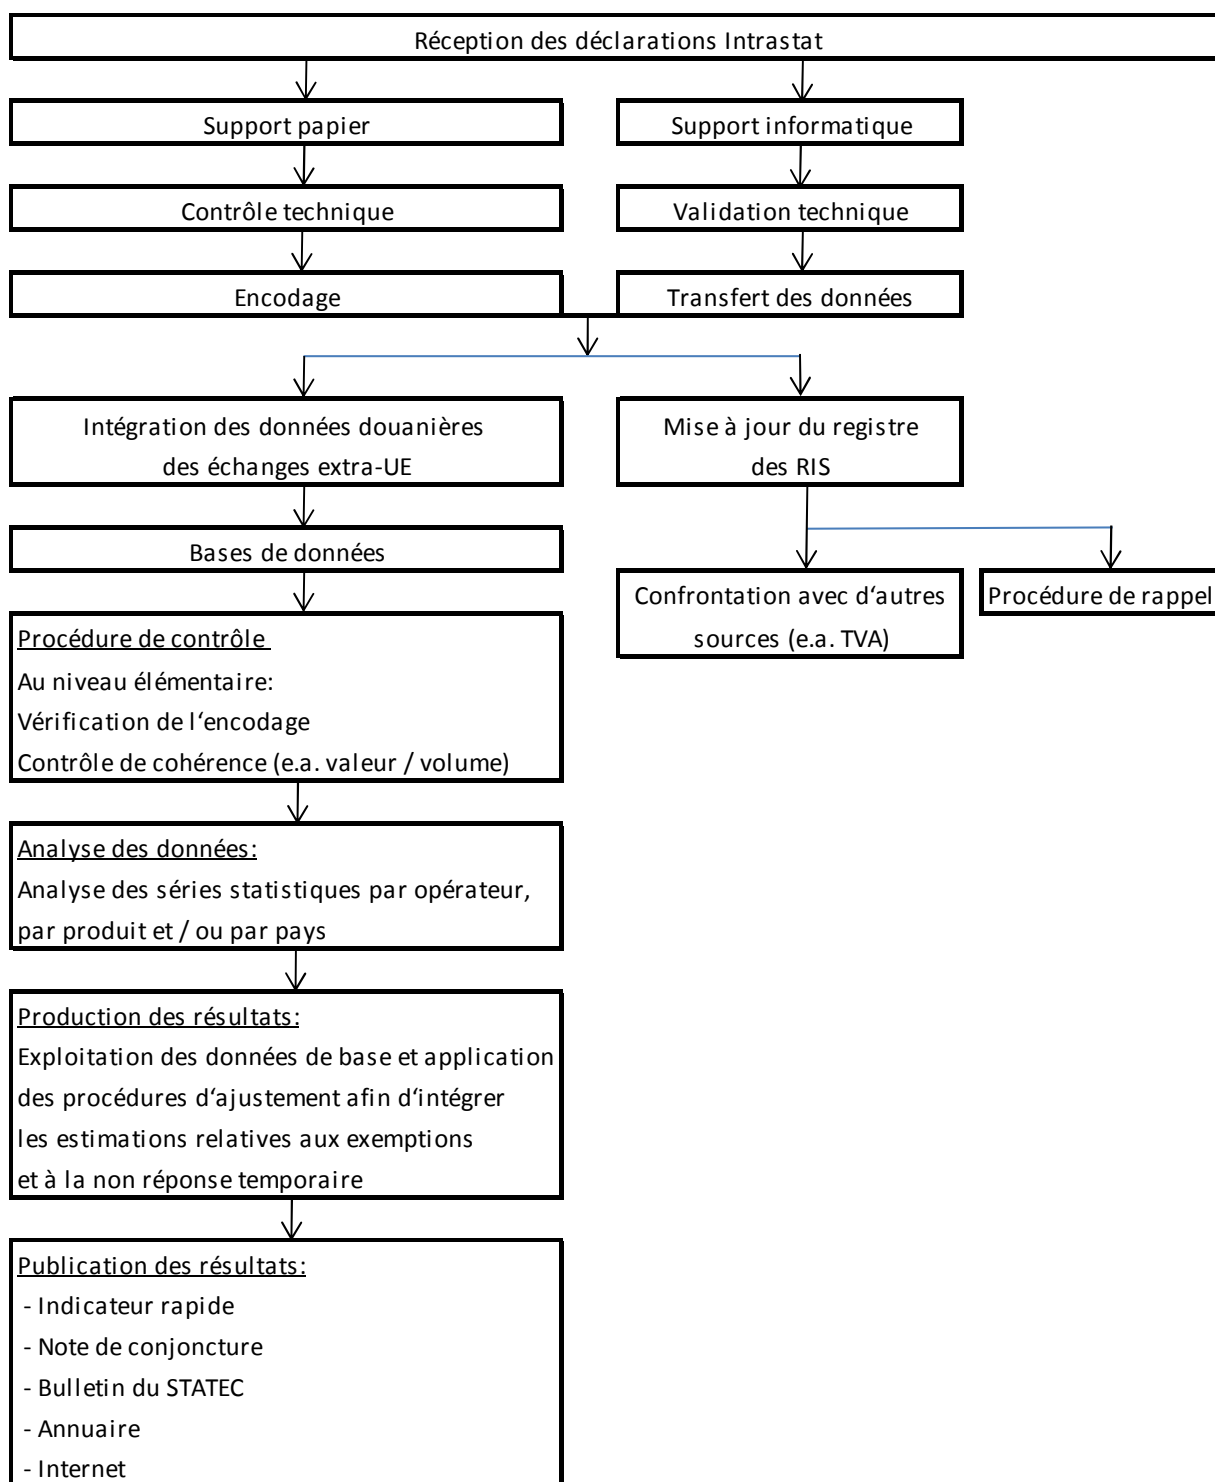 Réception des déclarations Intrastat
Support papier
Support informatique
Contrôle technique
Validation technique
Encodage
Transfert des données
Intégration des données douanières
des échanges extra-UE
Mise à jour du registre
des RIS
Bases de données
Confrontation avec d‘autres
sources (e.a. TVA)
Procédure de rappel
Procédure de contrôle
Au niveau élémentaire:
Vérification de l‘encodage
Contrôle de cohérence (e.a. valeur / volume)
Analyse des données:
Analyse des séries statistiques par opérateur,
par produit et / ou par pays
Production des résultats:
Exploitation des données de base et application
des procédures d‘ajustement afin d‘intégrer
les estimations relatives aux exemptions
et à la non réponse temporaire
Publication des résultats:
- Indicateur rapide
- Note de conjoncture
- Bulletin du STATEC
- Annuaire
- Internet